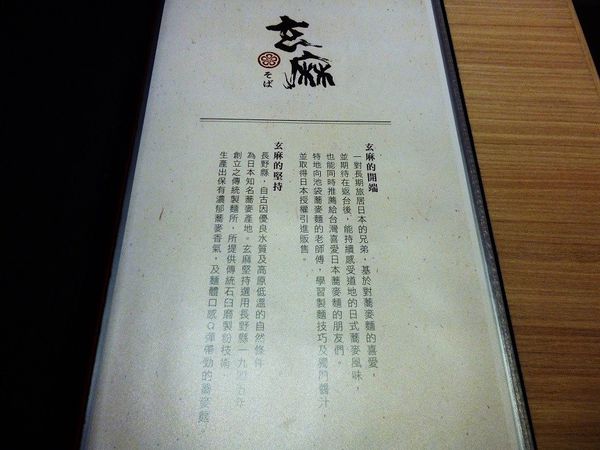 玄麻
そば
玄麻的開端
一對長期旅居日本的兄弟，基於對蕎麥麵的喜愛，
並期待在返台後，能持續感受道地的日式蕎麥風味，
也能同時推薦給台灣喜愛日本蕎麥麵的朋友們。
特地向池袋蕎麥麵的老師傅，學習製麵技巧及獨門醬汁，
並取得日本授權引進販售。
玄麻的堅持
長野縣，自古因優良水質及高原低溫的自然條件，
為日本知名蕎麥產地。玄麻堅持選用長野縣一九四五年
創立之傳統製麵所，所提供傳統石臼磨製粉技術，
生產出保有濃郁蕎麥香氣，及麵體口感Q彈帶勁的蕎麥麵。